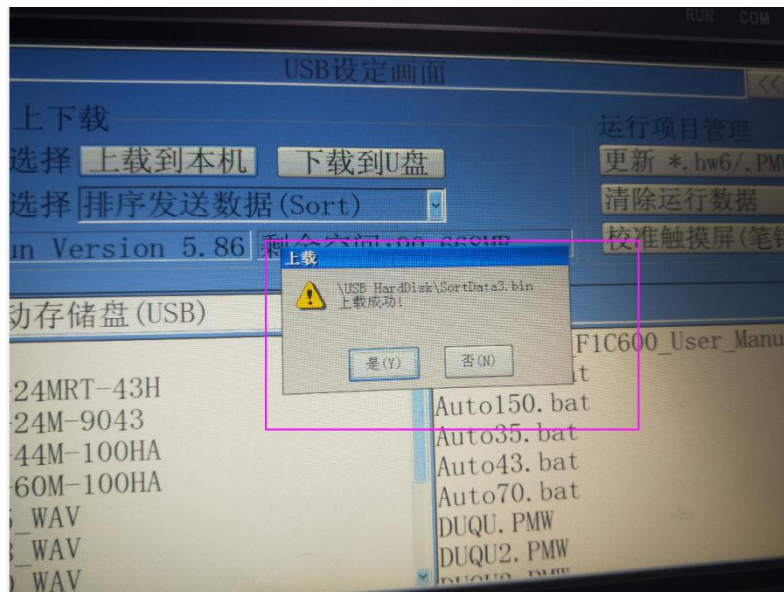 RUN COM
USB设定画面
<<
上下载
运行项目管理
选择 上载到本机 下载到U盘
更新 *.hw6/.PM
选择 排序发送数据(Sort)
清除运行数据
un Version 5.86
校准触摸屏(笔
上载
\USB HardDisk\SortData3.bin
上载成功!
是(Y) 否(N)
动存储盘(USB)
F1C600_User_Manu
-24MRT-43H
-24M-9043
-44M-100HA
-60M-100HA
_WAV
_WAV
_WAV
Auto150.bat
Auto35.bat
Auto43.bat
Auto70.bat
DUQU.PMW
DUQU2.PMW